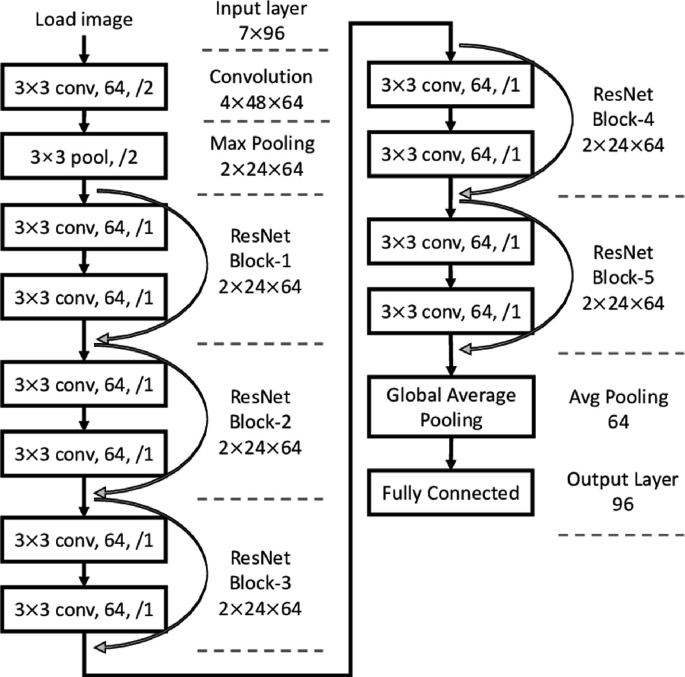 Load image
Input layer
7×96
3×3 conv, 64, /2
Convolution
4×48×64
3×3 pool, /2
Max Pooling
2×24×64
3×3 conv, 64, /1
3×3 conv, 64, /1
ResNet
Block-1
2×24×64
3×3 conv, 64, /1
3×3 conv, 64, /1
ResNet
Block-2
2×24×64
3×3 conv, 64, /1
3×3 conv, 64, /1
ResNet
Block-3
2×24×64
3×3 conv, 64, /1
3×3 conv, 64, /1
ResNet
Block-4
2×24×64
3×3 conv, 64, /1
3×3 conv, 64, /1
ResNet
Block-5
2×24×64
Global Average
Pooling
Avg Pooling
64
Fully Connected
Output Layer
96